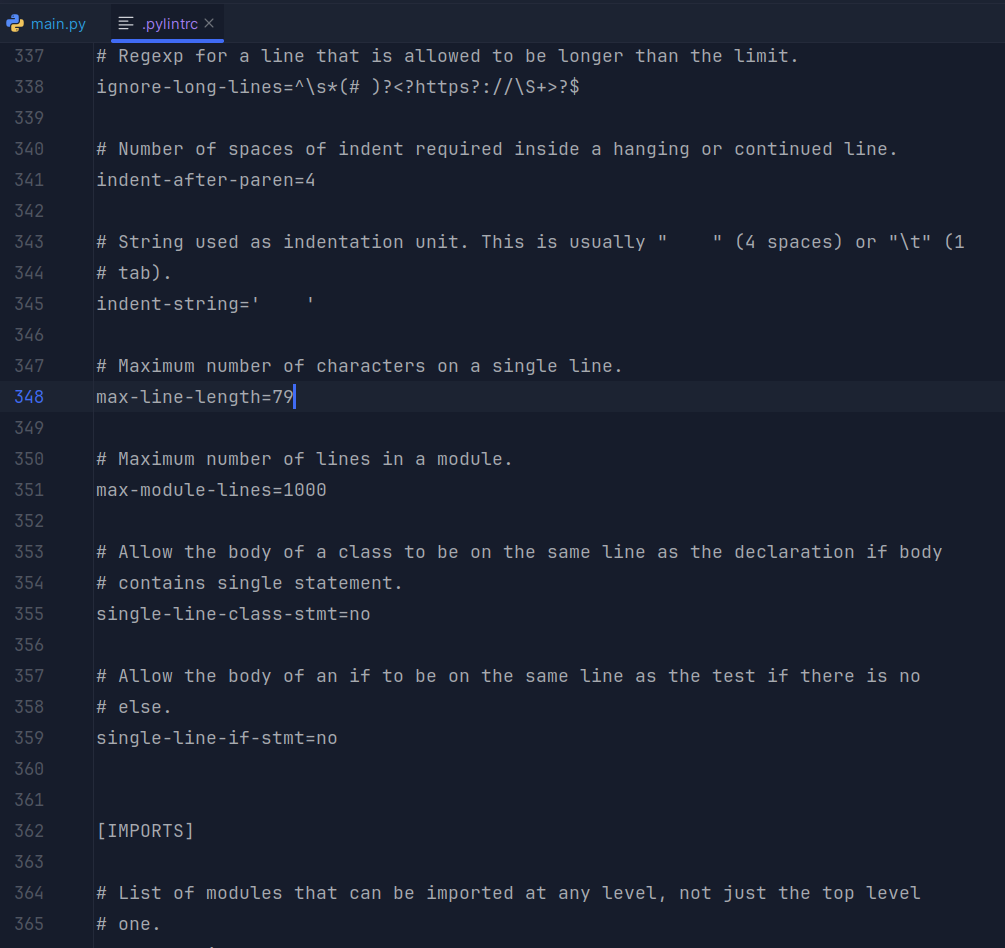 main.py .pylintrc
337 # Regexp for a line that is allowed to be longer than the limit.
338 ignore-long-lines=^\s*(# )?<?https?://\S+>?$
339
340 # Number of spaces of indent required inside a hanging or continued line.
341 indent-after-paren=4
342
343 # String used as indentation unit. This is usually "    " (4 spaces) or "\t" (1
344 # tab).
345 indent-string='    '
346
347 # Maximum number of characters on a single line.
348 max-line-length=79
349
350 # Maximum number of lines in a module.
351 max-module-lines=1000
352
353 # Allow the body of a class to be on the same line as the declaration if body
354 # contains single statement.
355 single-line-class-stmt=no
356
357 # Allow the body of an if to be on the same line as the test if there is no
358 # else.
359 single-line-if-stmt=no
360
361
362 [IMPORTS]
363
364 # List of modules that can be imported at any level, not just the top level
365 # one.